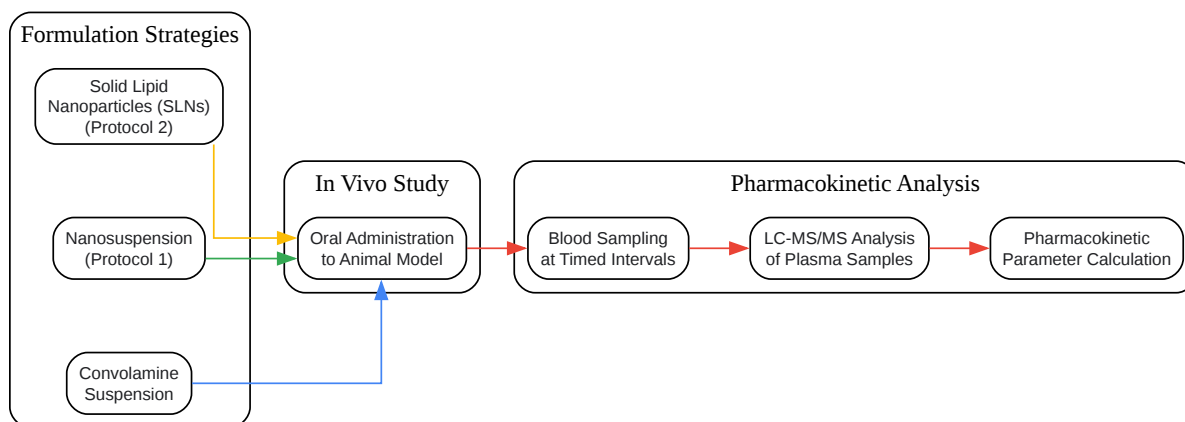 Formulation Strategies
Solid Lipid
Nanoparticles (SLNs)
(Protocol 2)
Nanosuspension
(Protocol 1)
Convolamine
Suspension
In Vivo Study
Oral Administration
to Animal Model
Pharmacokinetic Analysis
Blood Sampling
at Timed Intervals
LC-MS/MS Analysis
of Plasma Samples
Pharmacokinetic
Parameter Calculation